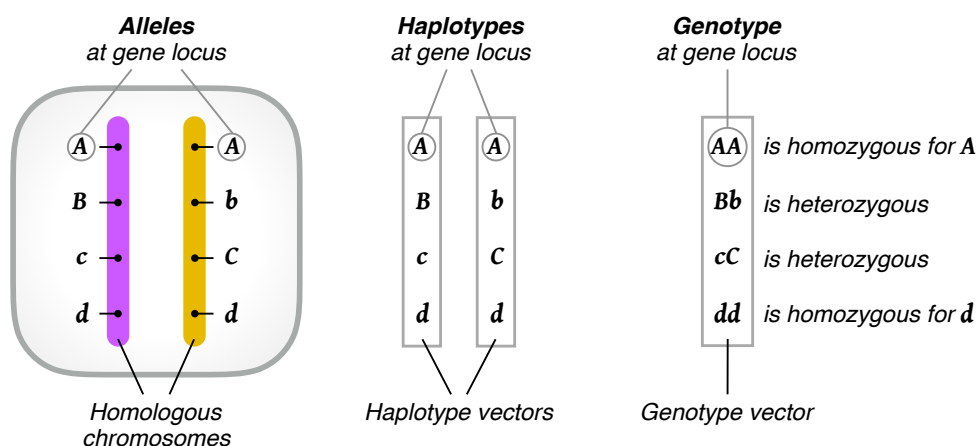 Alleles
at gene locus
A A
B b
c C
d d
Homologous
chromosomes
Haplotypes
at gene locus
A A
B b
c C
d d
Haplotype vectors
Genotype
at gene locus
AA is homozygous for A
Bb is heterozygous
cC is heterozygous
dd is homozygous for d
Genotype vector